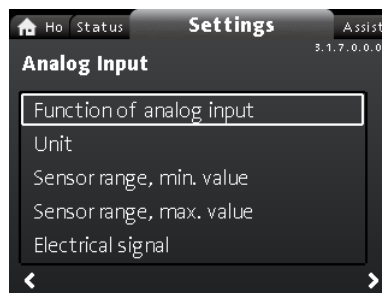 Ho Status Settings Assist
3.1.7.0.0.0
Analog Input
Function of analog input
Unit
Sensor range, min. value
Sensor range, max. value
Electrical signal